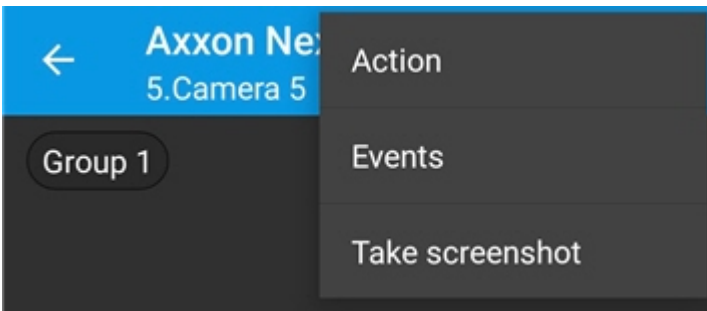 Axxon Ne
5.Camera 5
Group 1
Action
Events
Take screenshot